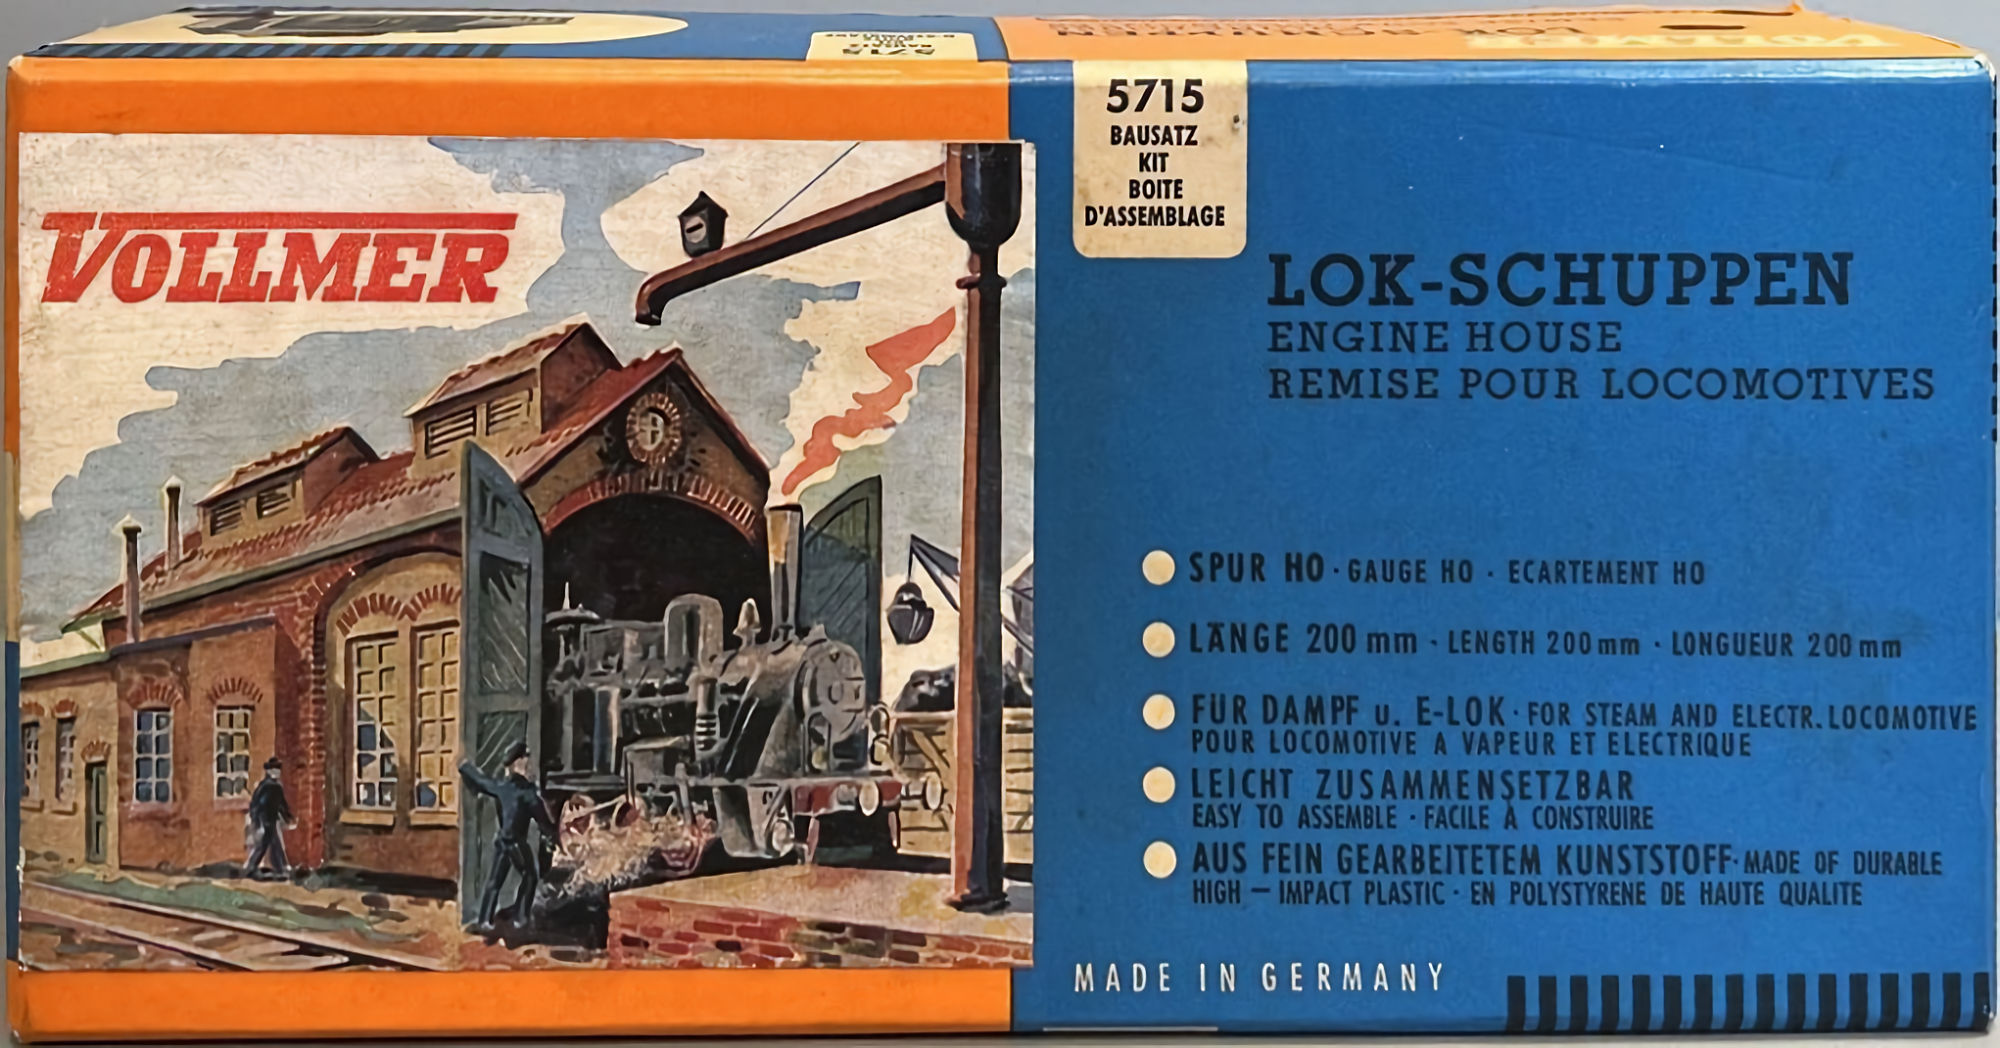 VOLLMER
5715
BAUSATZ
KIT
BOITE
D'ASSEMBLAGE
LOK-SCHUPPEN
ENGINE HOUSE
REMISE POUR LOCOMOTIVES
SPUR HO · GAUGE HO · ECARTEMENT HO
LÄNGE 200 mm · LENGTH 200 mm · LONGUEUR 200 mm
FUR DAMPF u. E-LOK · FOR STEAM AND ELECTR. LOCOMOTIVE
POUR LOCOMOTIVE A VAPEUR ET ELECTRIQUE
LEICHT ZUSAMMENSETZBAR
EASY TO ASSEMBLE · FACILE À CONSTRUIRE
AUS FEIN GEARBEITETEM KUNSTSTOFF · MADE OF DURABLE
HIGH — IMPACT PLASTIC · EN POLYSTYRENE DE HAUTE QUALITE
MADE IN GERMANY